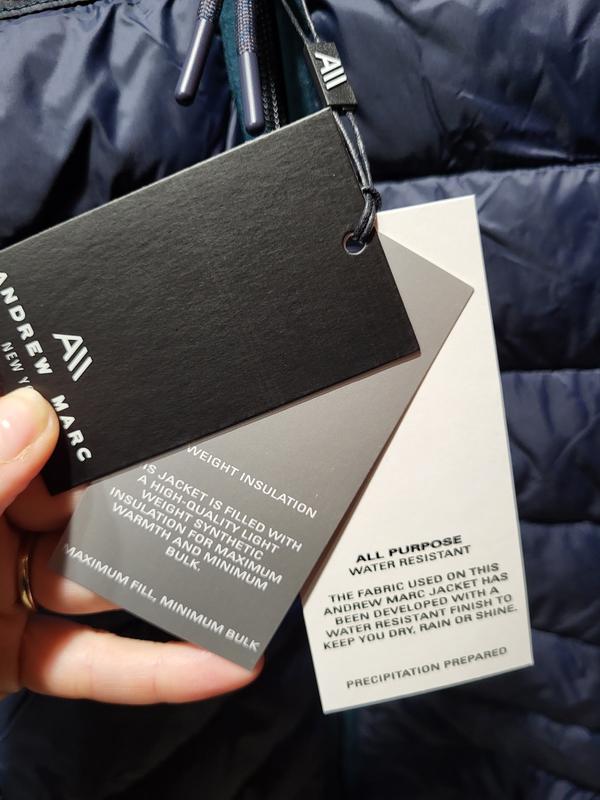 AM
AM
ANDREW MARC
NEW
WEIGHT INSULATION
JACKET IS FILLED WITH
A HIGH-QUALITY LIGHT
WEIGHT SYNTHETIC
INSULATION FOR MAXIMUM
WARMTH AND MINIMUM
BULK.
MAXIMUM FILL, MINIMUM BULK
ALL PURPOSE
WATER RESISTANT
THE FABRIC USED ON THIS
ANDREW MARC JACKET HAS
BEEN DEVELOPED WITH A
WATER RESISTANT FINISH TO
KEEP YOU DRY, RAIN OR SHINE.
PRECIPITATION PREPARED